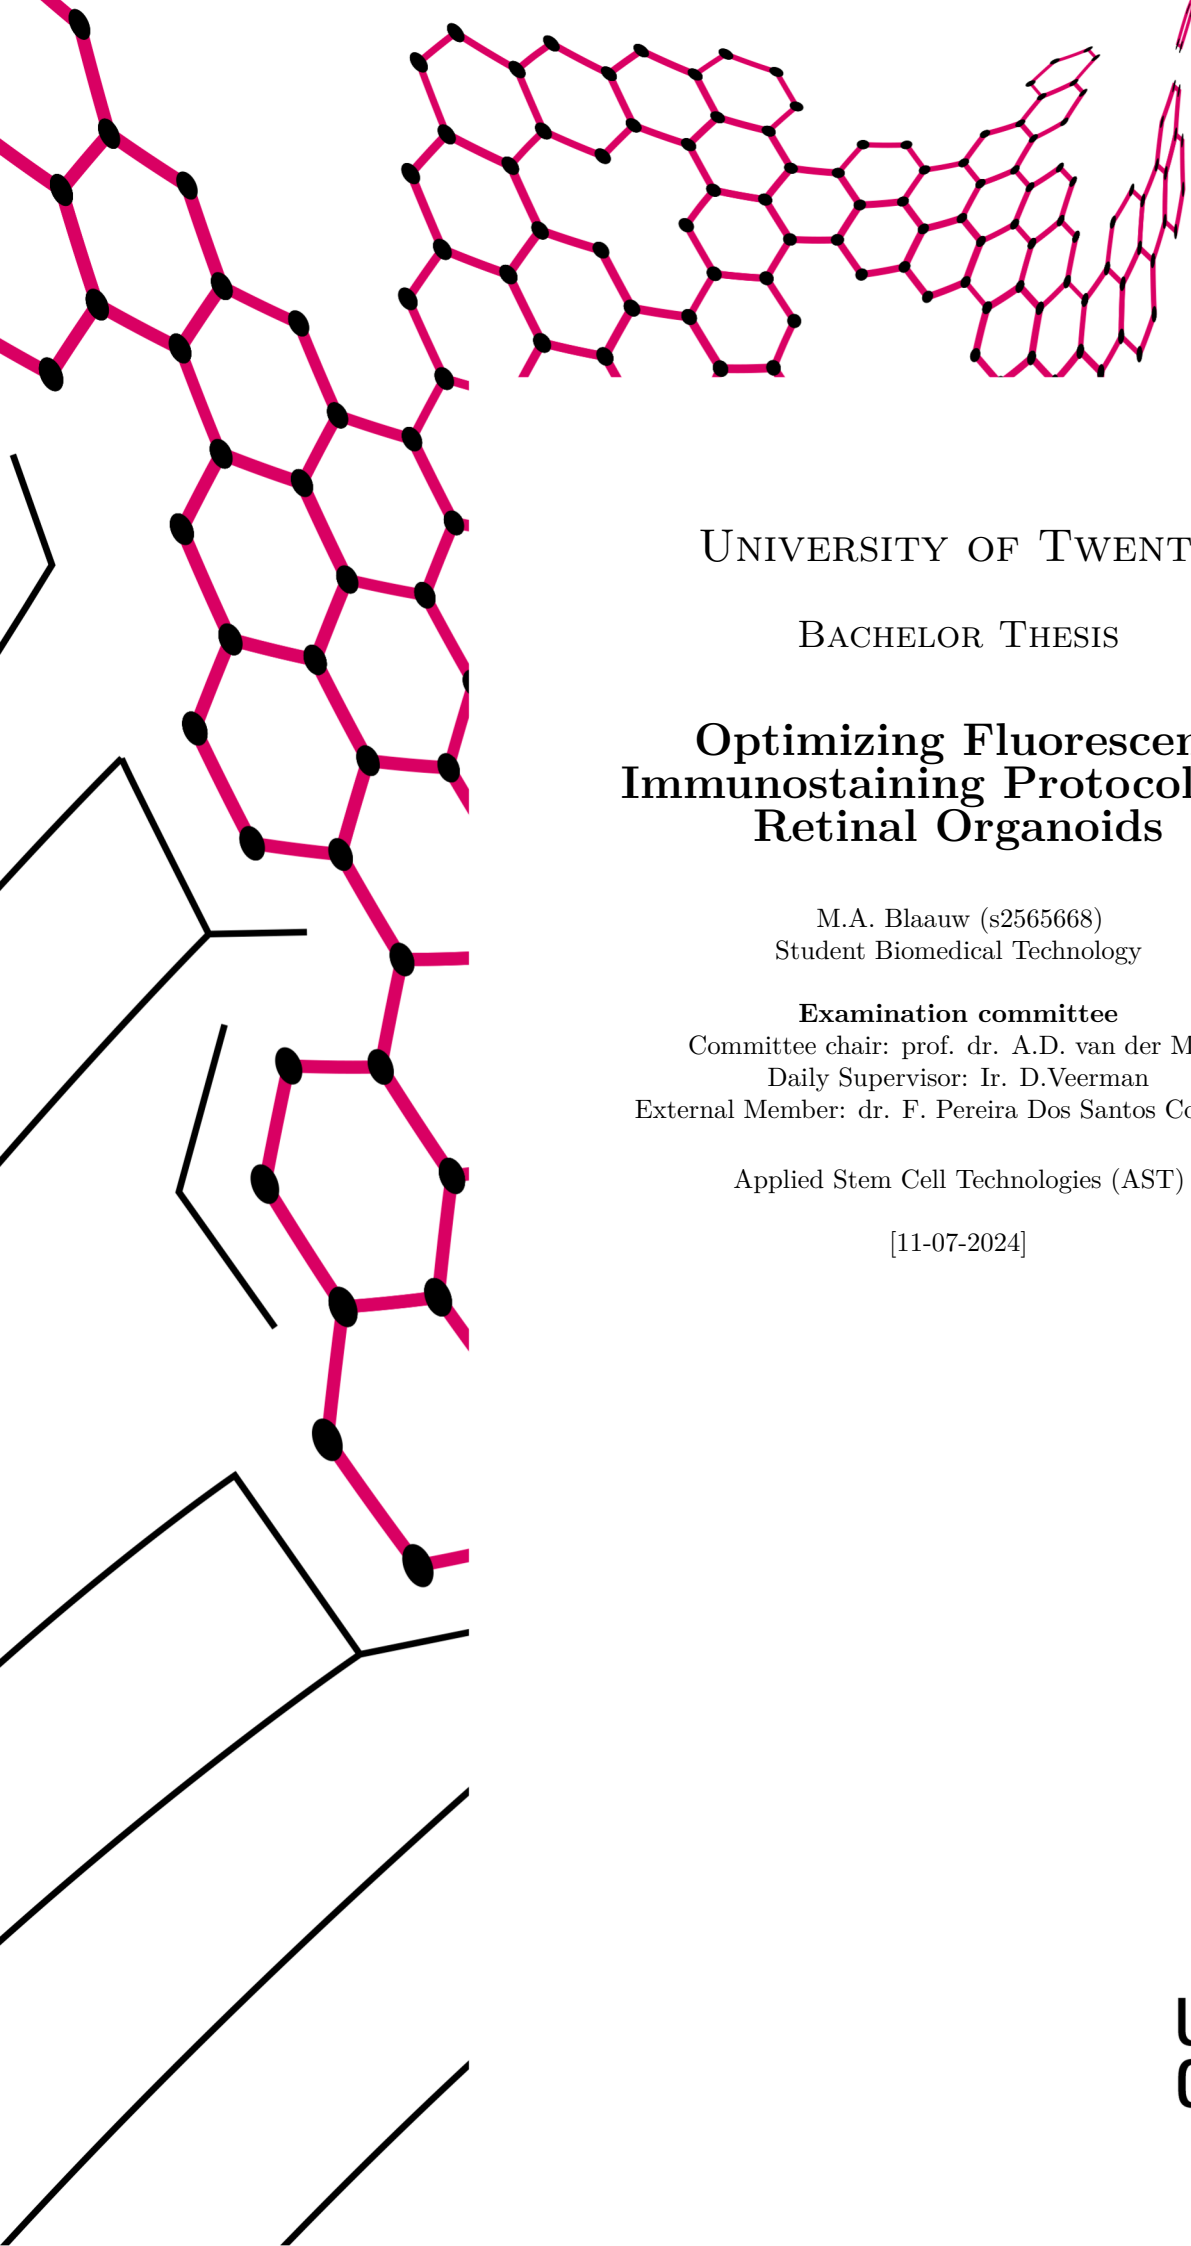 UNIVERSITY OF TWENT
BACHELOR THESIS
Optimizing Fluorescen
Immunostaining Protocol
Retinal Organoids
M.A. Blaauw (s2565668)
Student Biomedical Technology
Examination committee
Committee chair: prof. dr. A.D. van der M
Daily Supervisor: Ir. D.Veerman
External Member: dr. F. Pereira Dos Santos Co
Applied Stem Cell Technologies (AST)
[11-07-2024]